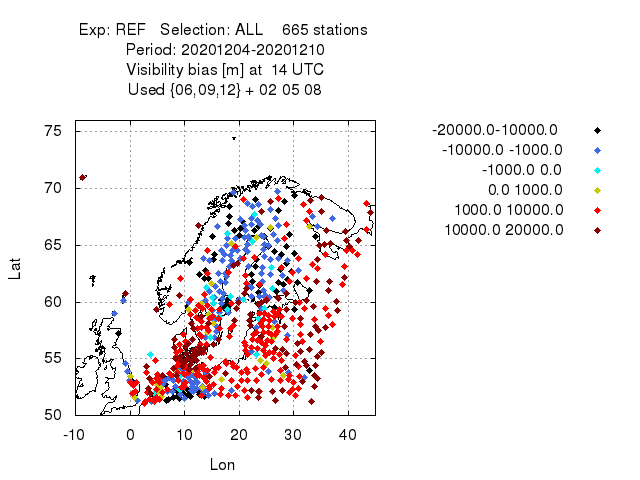 Exp: REF   Selection: ALL    665 stations
Period: 20201204-20201210
Visibility bias [m] at  14 UTC
Used {06,09,12} + 02 05 08
-20000.0-10000.0
-10000.0 -1000.0
-1000.0 0.0
0.0 1000.0
1000.0 10000.0
10000.0 20000.0
75
70
65
60
55
50
Lat
-10 0 10 20 30 40
Lon